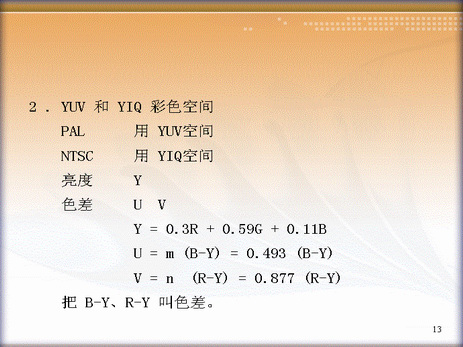 2 . YUV 和 YIQ 彩色空间
PAL 用 YUV空间
NTSC 用 YIQ空间
亮度 Y
色差 U V
Y = 0.3R + 0.59G + 0.11B
U = m (B-Y) = 0.493 (B-Y)
V = n (R-Y) = 0.877 (R-Y)
把 B-Y、R-Y 叫色差。
13